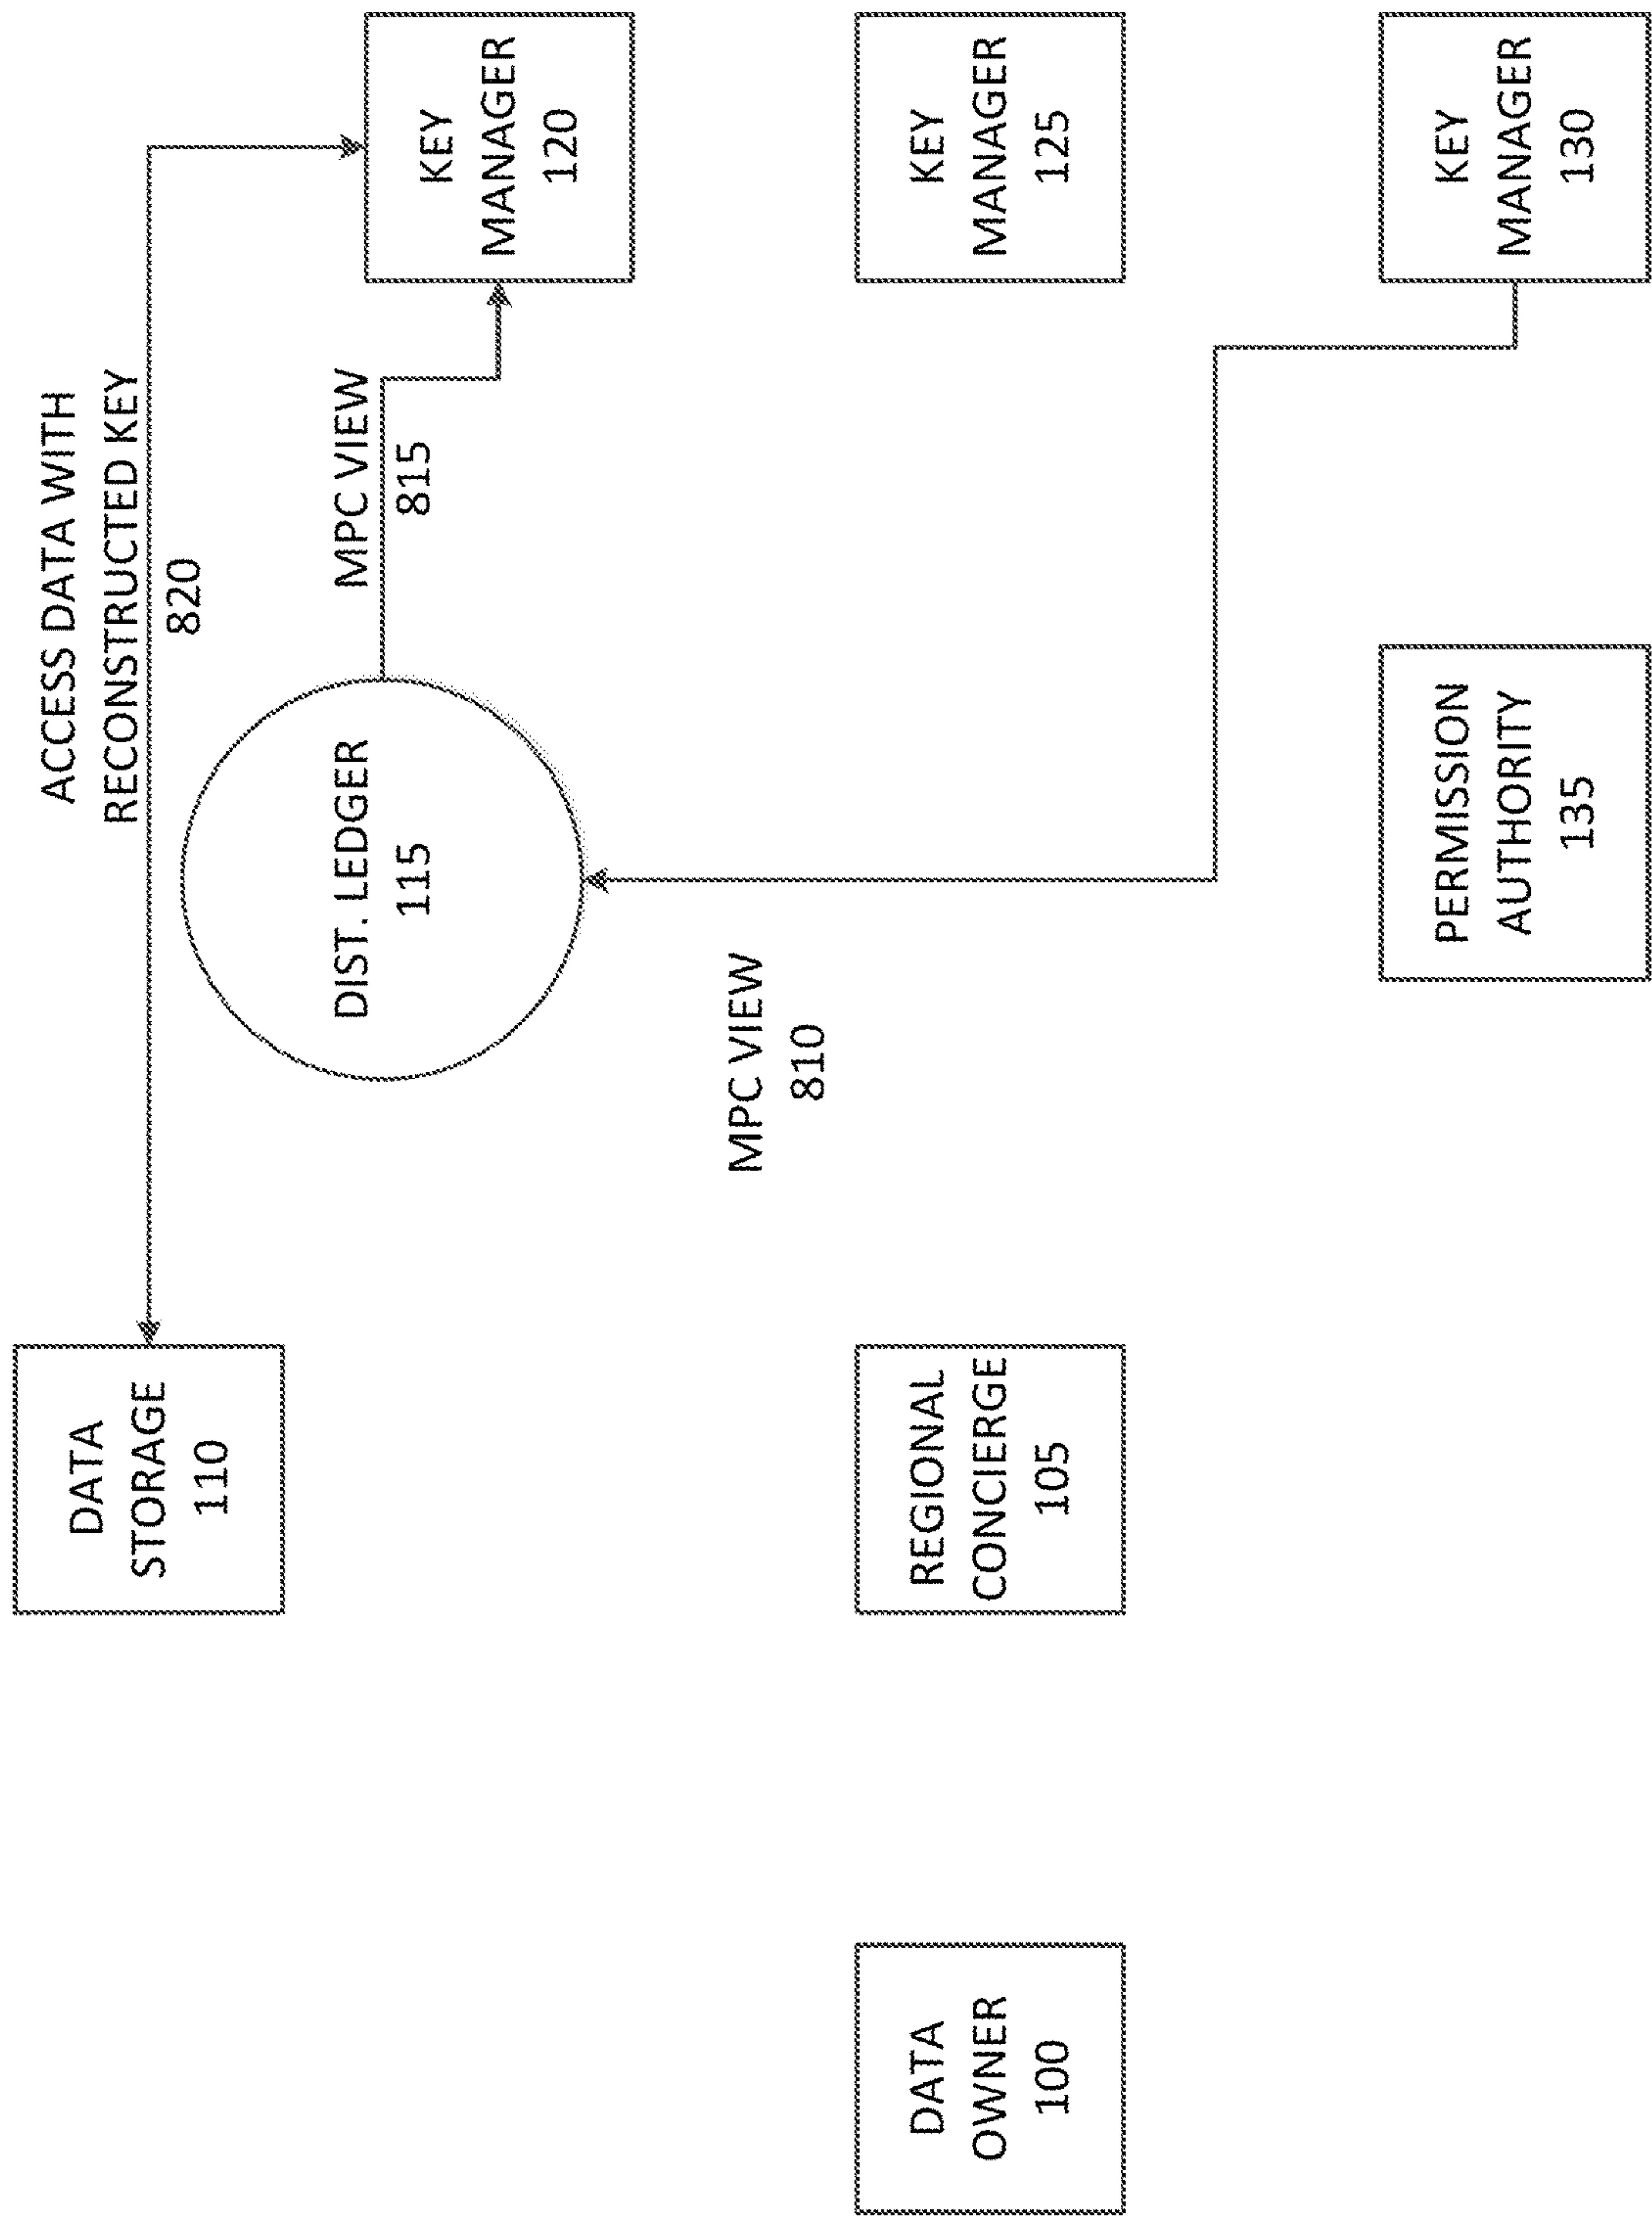 ACCESS DATA WITH
RECONSTRUCTED KEY
820
DATA
STORAGE
110
DIST. LEDGER
115
MPC VIEW
815
KEY
MANAGER
120
MPC VIEW
810
DATA
OWNER
100
REGIONAL
CONCIERGE
105
KEY
MANAGER
125
PERMISSION
AUTHORITY
135
KEY
MANAGER
130